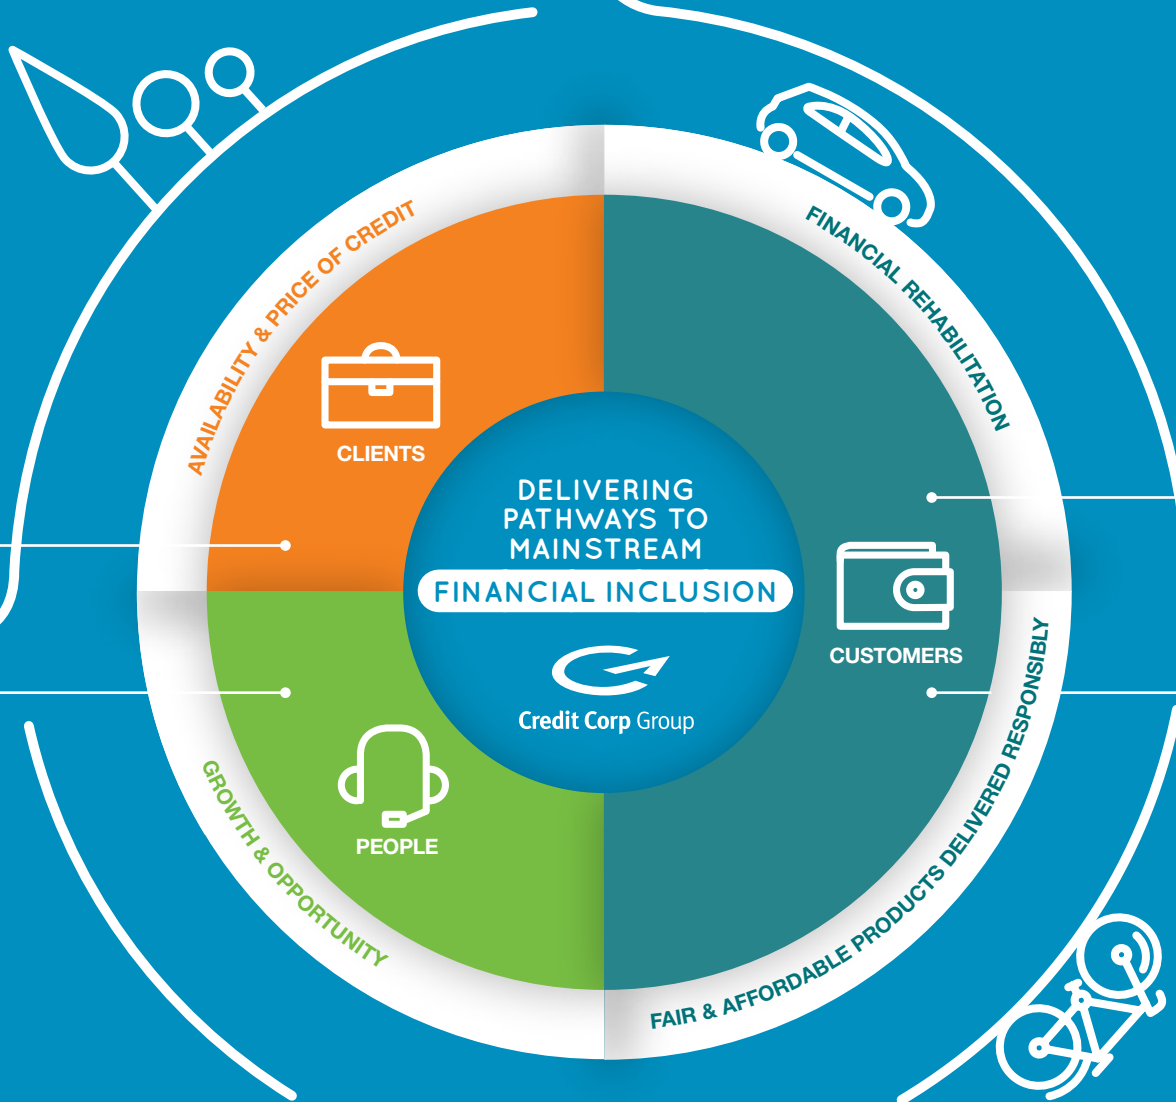 AVAILABILITY & PRICE OF CREDIT
FINANCIAL REHABILITATION
CLIENTS
DELIVERING
PATHWAYS TO
MAINSTREAM
FINANCIAL INCLUSION
Credit Corp Group
CUSTOMERS
PEOPLE
GROWTH & OPPORTUNITY
FAIR & AFFORDABLE PRODUCTS DELIVERED RESPONSIBLY